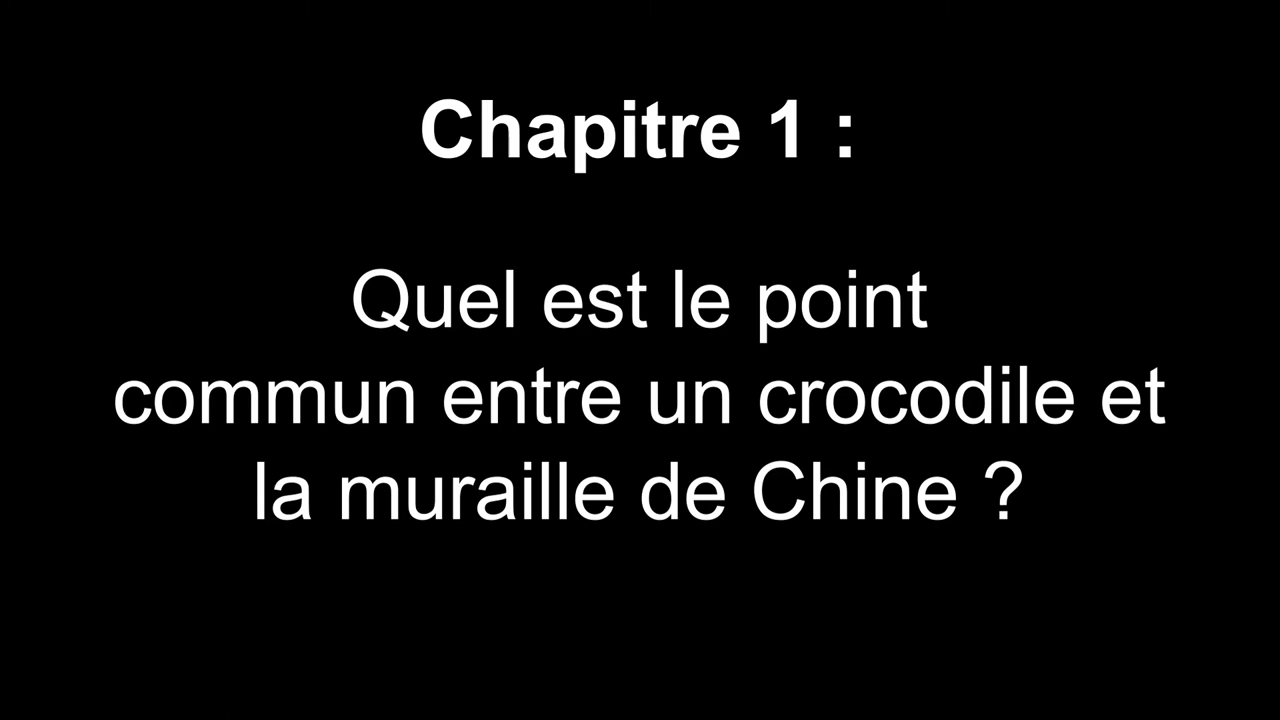 Chapitre 1 :
Quel est le point
commun entre un crocodile et
la muraille de Chine ?